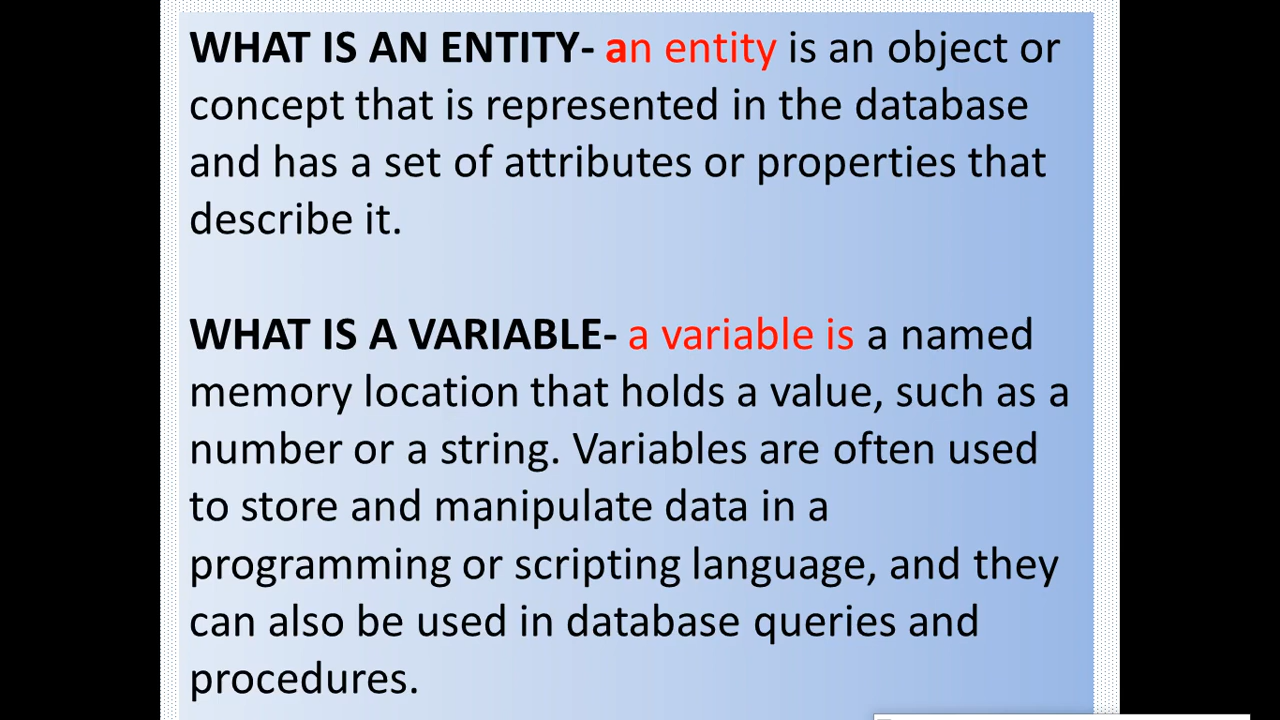 WHAT IS AN ENTITY- an entity is an object or
concept that is represented in the database
and has a set of attributes or properties that
describe it.
WHAT IS A VARIABLE- a variable is a named
memory location that holds a value, such as a
number or a string. Variables are often used
to store and manipulate data in a
programming or scripting language, and they
can also be used in database queries and
procedures.